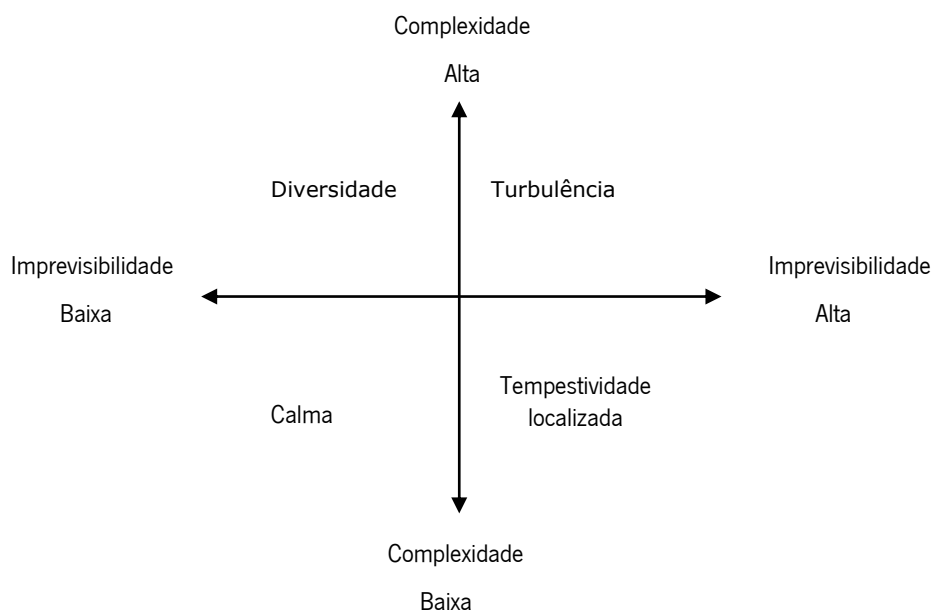 Complexidade
Alta
Diversidade
Turbulência
Imprevisibilidade
Baixa
Imprevisibilidade
Alta
Calma
Tempestividade
localizada
Complexidade
Baixa